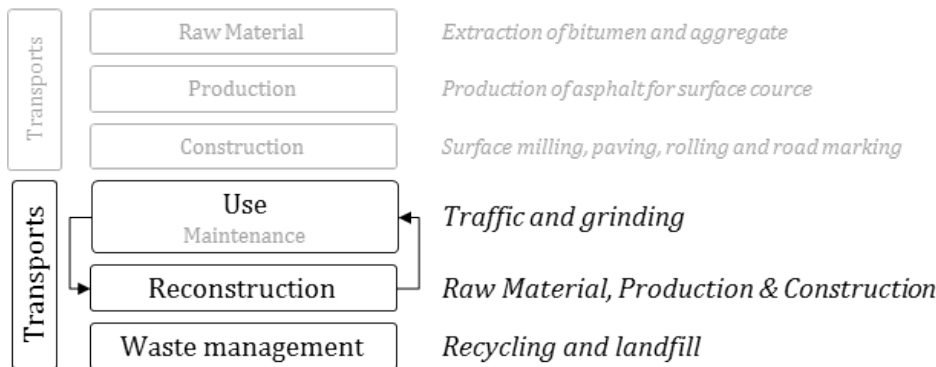 Transports
Raw Material
Extraction of bitumen and aggregate
Production
Production of asphalt for surface cource
Construction
Surface milling, paving, rolling and road marking
Transports
Use
Maintenance
Traffic and grinding
Reconstruction
Raw Material, Production & Construction
Waste management
Recycling and landfill